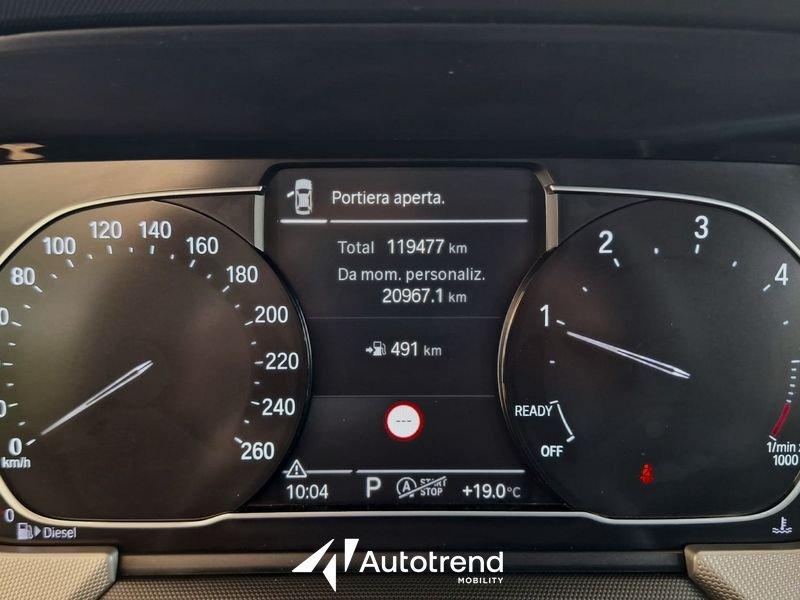 Portiera aperta.
Total 119477 km
Da mom. personaliz.
20967.1 km
491 km
---
10:04 P A START STOP +19.0°C
0
80
100
120
140
160
180
200
220
240
260
km/h
0
Diesel
1
2
3
4
READY
OFF
1/min x
1000
Autotrend
MOBILITY